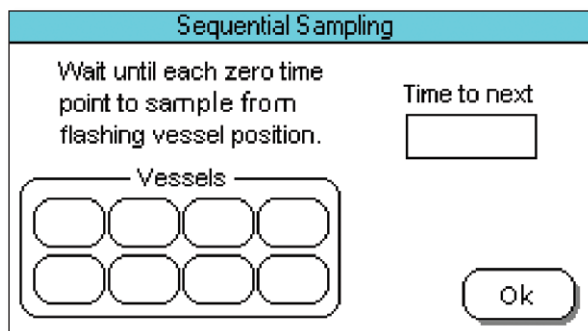 Sequential Sampling
Wait until each zero time
point to sample from
flashing vessel position.
Time to next
Vessels
Ok